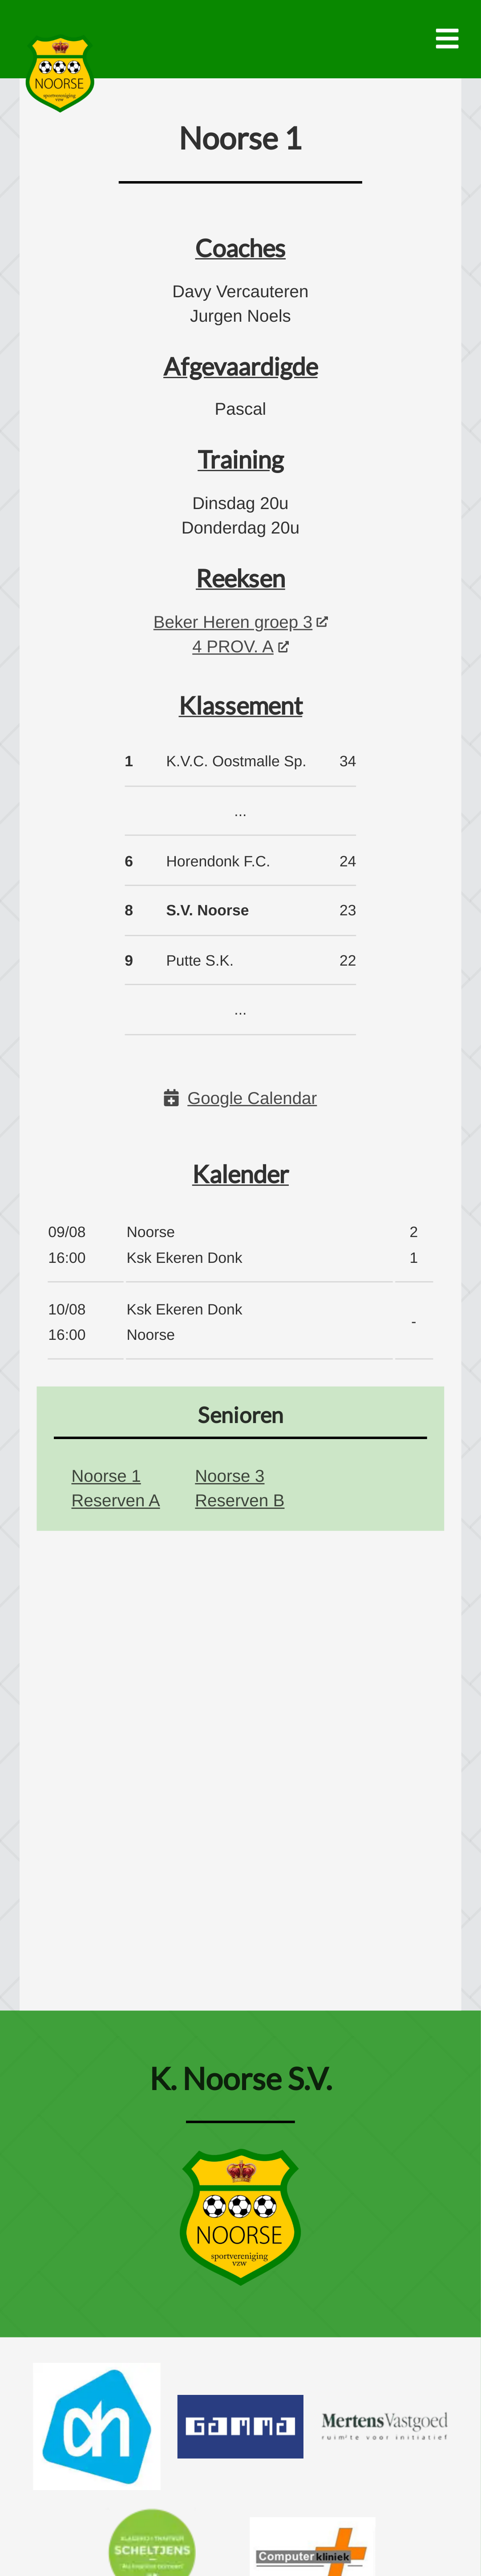 NOORSE
sportvereniging
vzw
Noorse 1
Coaches
Davy Vercauteren
Jurgen Noels
Afgevaardigde
Pascal
Training
Dinsdag 20u
Donderdag 20u
Reeksen
Beker Heren groep 3
4 PROV. A
Klassement
1 K.V.C. Oostmalle Sp. 34
...
6 Horendonk F.C. 24
8 S.V. Noorse 23
9 Putte S.K. 22
...
Google Calendar
Kalender
09/08 Noorse 2
16:00 Ksk Ekeren Donk 1
10/08 Ksk Ekeren Donk
-
16:00 Noorse
Senioren
Noorse 1 Noorse 3
Reserven A Reserven B
K. Noorse S.V.
NOORSE
sportvereniging
vzw
ah
GAMMA
MertensVastgoed
ruimte voor initiatief
SCHELTJENS
Computerkliniek